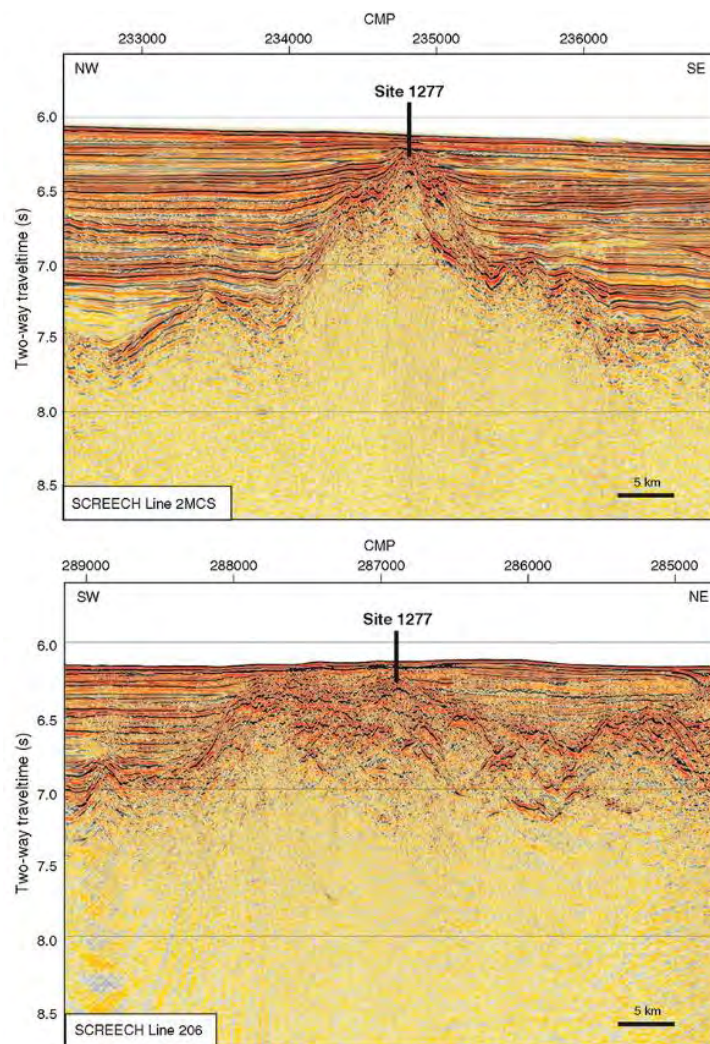 CMP
233000 234000 235000 236000
NW SE
Site 1277
6.0
6.5
7.0
7.5
8.0
8.5
Two-way traveltime (s)
5 km
SCREECH Line 2MCS
CMP
289000 288000 287000 286000 285000
SW NE
Site 1277
6.0
6.5
7.0
7.5
8.0
8.5
Two-way traveltime (s)
5 km
SCREECH Line 206